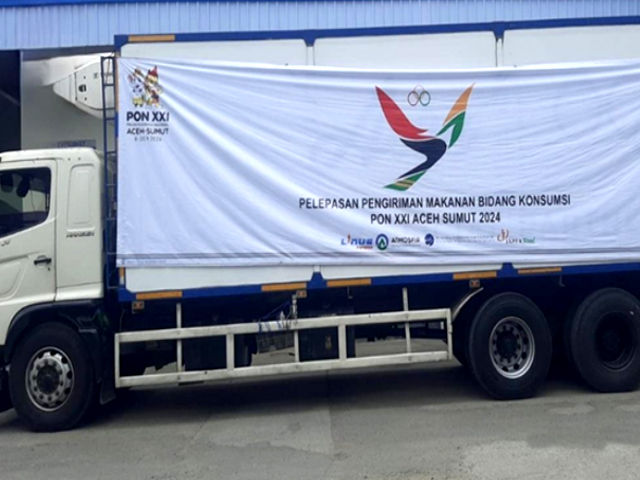 PON XXI
ACEH-SUMUT
PELEPASAN PENGIRIMAN MAKANAN BIDANG KONSUMSI
PON XXI ACEH SUMUT 2024